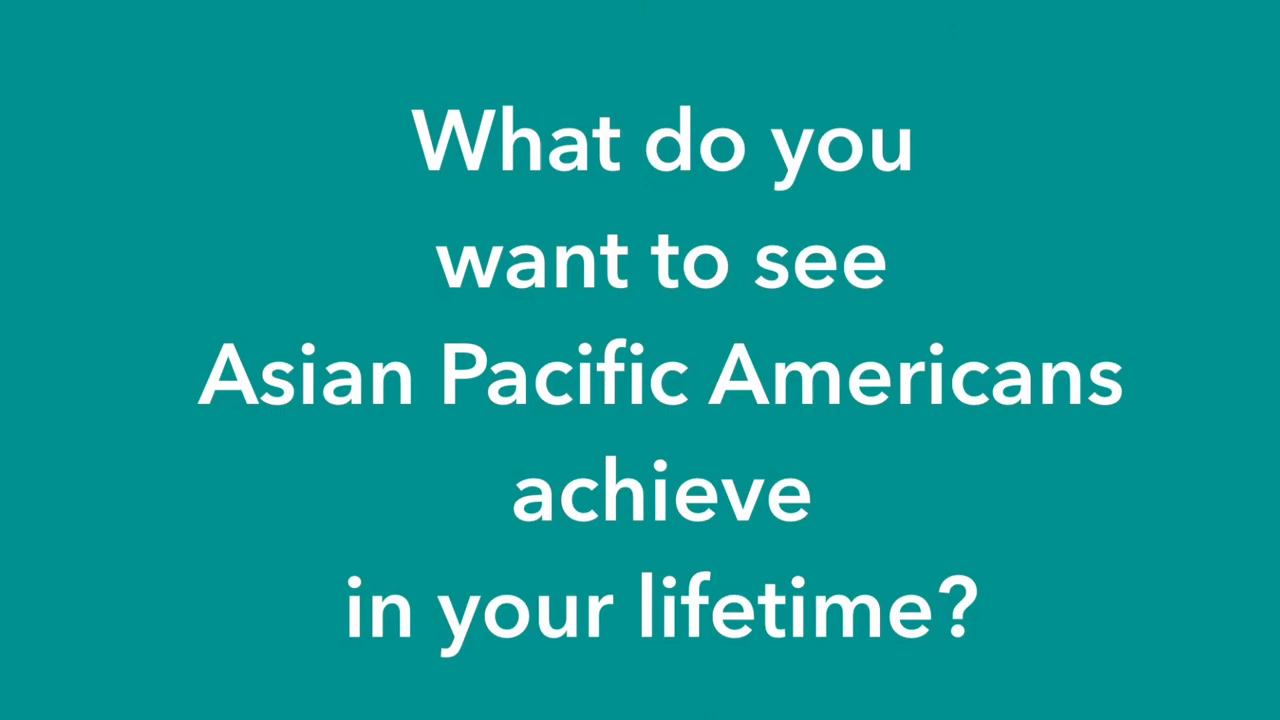 What do you
want to see
Asian Pacific Americans
achieve
in your lifetime?